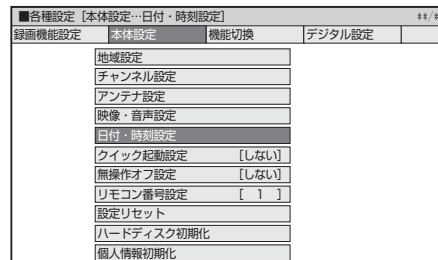 ■各種設定［本体設定…日付・時刻設定］ **/*
録画機能設定 本体設定 機能切換 デジタル設定
地域設定
チャンネル設定
アンテナ設定
映像・音声設定
日付・時刻設定
クイック起動設定 ［しない］
無操作オフ設定 ［しない］
リモコン番号設定 ［ 1 ］
設定リセット
ハードディスク初期化
個人情報初期化